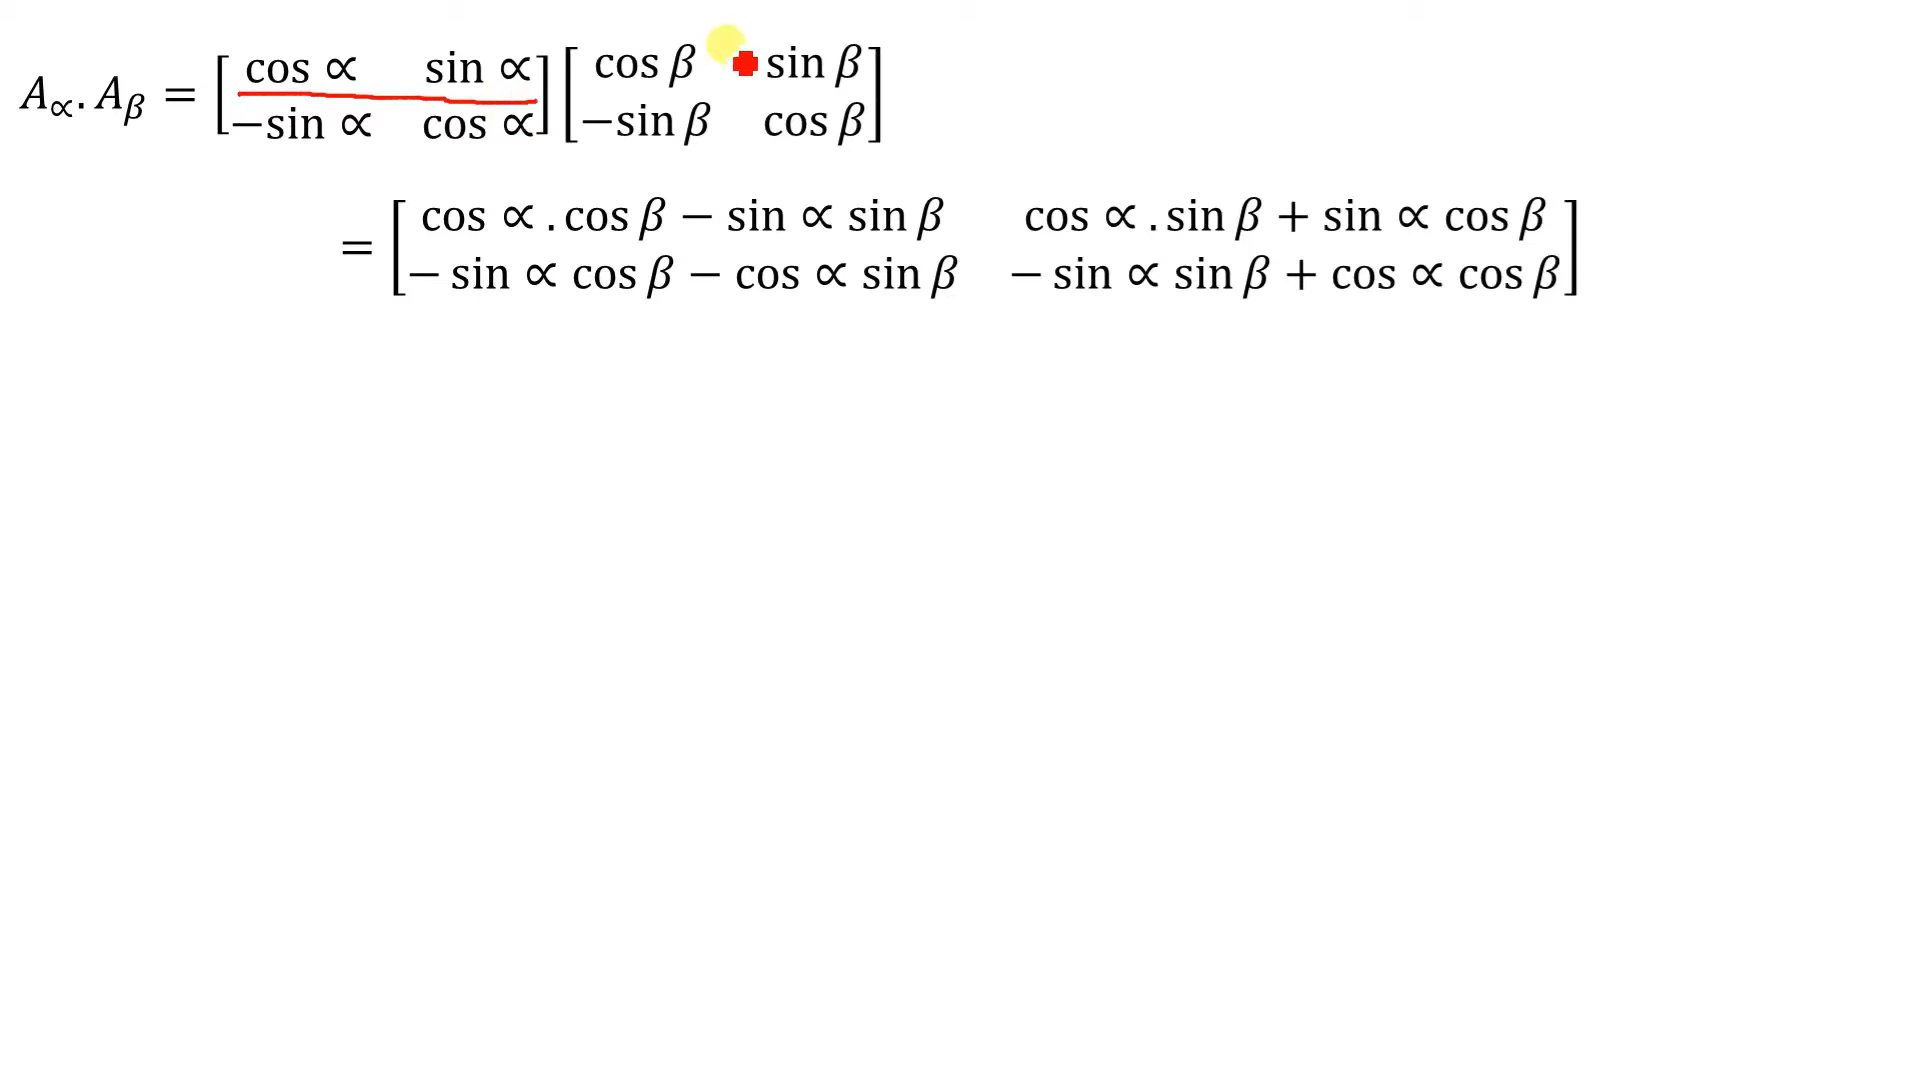 A∝. Aβ = [cos ∝ sin ∝ −sin ∝ cos ∝] [cos β sin β −sin β cos β]
= [cos ∝ . cos β − sin ∝ sin β cos ∝ . sin β + sin ∝ cos β − sin ∝ cos β − cos ∝ sin β − sin ∝ sin β + cos ∝ cos β]